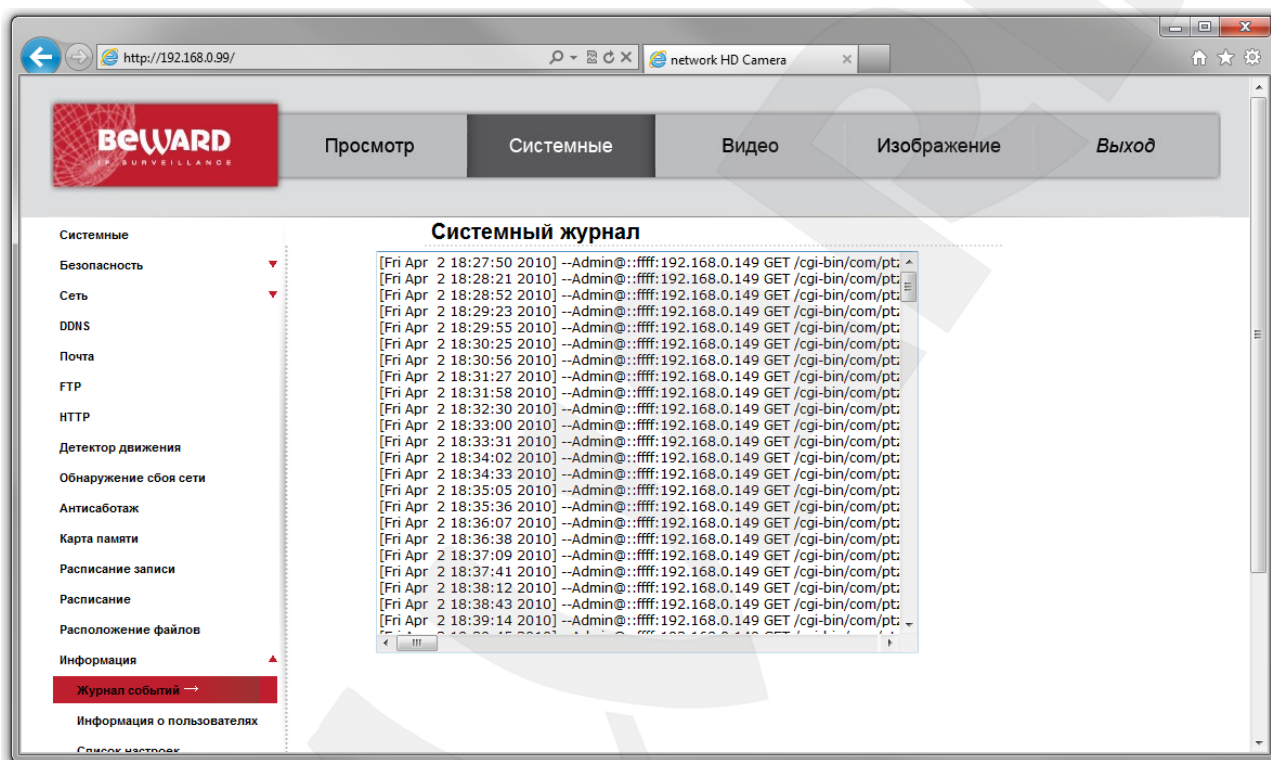 http://192.168.0.99/
network HD Camera
BEWARD
IP SURVEILLANCE
Просмотр
Системные
Видео
Изображение
Выход
Системные
Безопасность
Сеть
DDNS
Почта
FTP
HTTP
Детектор движения
Обнаружение сбоя сети
Антисаботаж
Карта памяти
Расписание записи
Расписание
Расположение файлов
Информация
Журнал событий →
Информация о пользователях
Список настроек
Системный журнал
[Fri Apr 2 18:27:50 2010] --Admin@::ffff:192.168.0.149 GET /cgi-bin/com/ptz
[Fri Apr 2 18:28:21 2010] --Admin@::ffff:192.168.0.149 GET /cgi-bin/com/ptz
[Fri Apr 2 18:28:52 2010] --Admin@::ffff:192.168.0.149 GET /cgi-bin/com/ptz
[Fri Apr 2 18:29:23 2010] --Admin@::ffff:192.168.0.149 GET /cgi-bin/com/ptz
[Fri Apr 2 18:29:55 2010] --Admin@::ffff:192.168.0.149 GET /cgi-bin/com/ptz
[Fri Apr 2 18:30:25 2010] --Admin@::ffff:192.168.0.149 GET /cgi-bin/com/ptz
[Fri Apr 2 18:30:56 2010] --Admin@::ffff:192.168.0.149 GET /cgi-bin/com/ptz
[Fri Apr 2 18:31:27 2010] --Admin@::ffff:192.168.0.149 GET /cgi-bin/com/ptz
[Fri Apr 2 18:31:58 2010] --Admin@::ffff:192.168.0.149 GET /cgi-bin/com/ptz
[Fri Apr 2 18:32:30 2010] --Admin@::ffff:192.168.0.149 GET /cgi-bin/com/ptz
[Fri Apr 2 18:33:00 2010] --Admin@::ffff:192.168.0.149 GET /cgi-bin/com/ptz
[Fri Apr 2 18:33:31 2010] --Admin@::ffff:192.168.0.149 GET /cgi-bin/com/ptz
[Fri Apr 2 18:34:02 2010] --Admin@::ffff:192.168.0.149 GET /cgi-bin/com/ptz
[Fri Apr 2 18:34:33 2010] --Admin@::ffff:192.168.0.149 GET /cgi-bin/com/ptz
[Fri Apr 2 18:35:05 2010] --Admin@::ffff:192.168.0.149 GET /cgi-bin/com/ptz
[Fri Apr 2 18:35:36 2010] --Admin@::ffff:192.168.0.149 GET /cgi-bin/com/ptz
[Fri Apr 2 18:36:07 2010] --Admin@::ffff:192.168.0.149 GET /cgi-bin/com/ptz
[Fri Apr 2 18:36:38 2010] --Admin@::ffff:192.168.0.149 GET /cgi-bin/com/ptz
[Fri Apr 2 18:37:09 2010] --Admin@::ffff:192.168.0.149 GET /cgi-bin/com/ptz
[Fri Apr 2 18:37:41 2010] --Admin@::ffff:192.168.0.149 GET /cgi-bin/com/ptz
[Fri Apr 2 18:38:12 2010] --Admin@::ffff:192.168.0.149 GET /cgi-bin/com/ptz
[Fri Apr 2 18:38:43 2010] --Admin@::ffff:192.168.0.149 GET /cgi-bin/com/ptz
[Fri Apr 2 18:39:14 2010] --Admin@::ffff:192.168.0.149 GET /cgi-bin/com/ptz